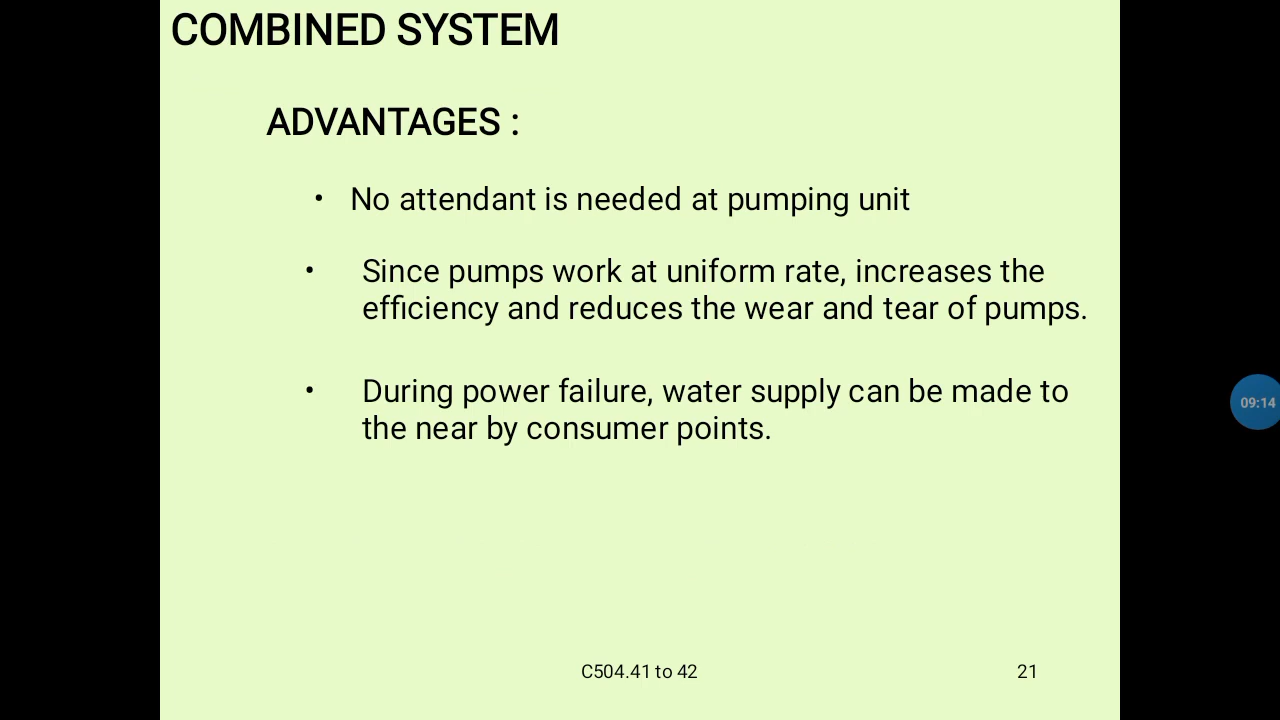 COMBINED SYSTEM
ADVANTAGES :
• No attendant is needed at pumping unit
• Since pumps work at uniform rate, increases the
efficiency and reduces the wear and tear of pumps.
• During power failure, water supply can be made to
the near by consumer points.
09:14
C504.41 to 42
21